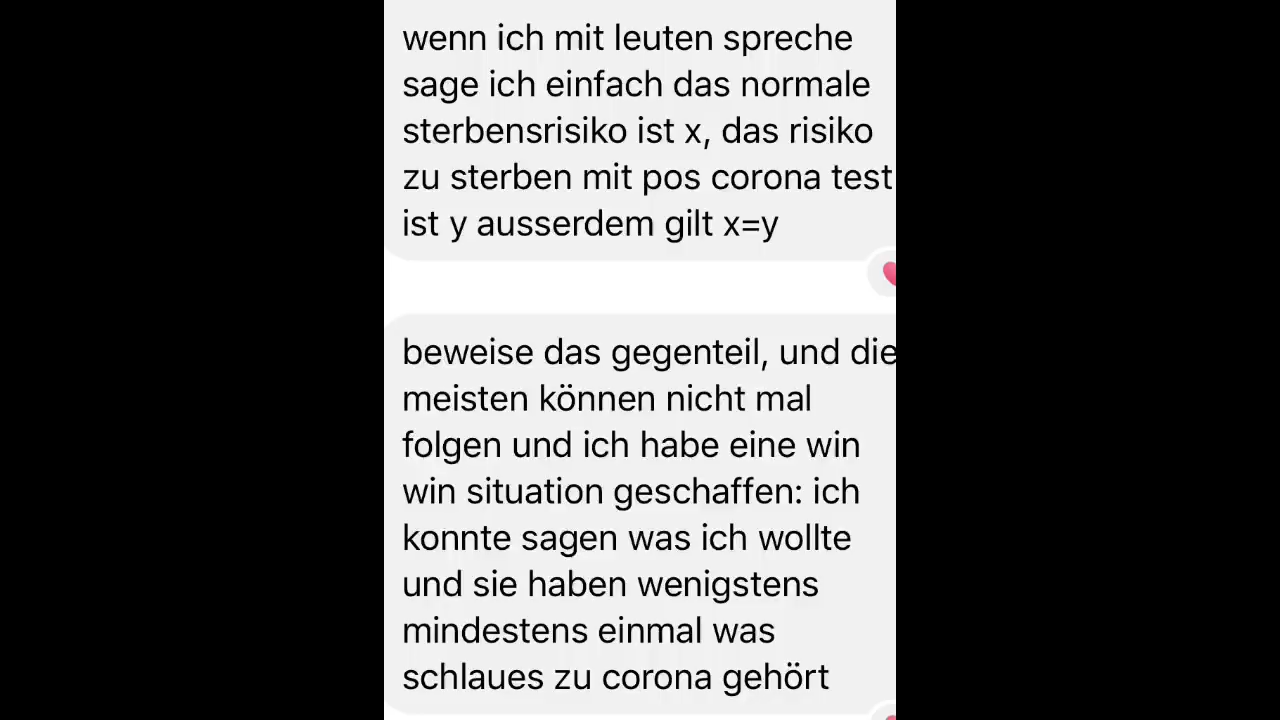 wenn ich mit leuten spreche
sage ich einfach das normale
sterbensrisiko ist x, das risiko
zu sterben mit pos corona test
ist y ausserdem gilt x=y
beweise das gegenteil, und die
meisten können nicht mal
folgen und ich habe eine win
win situation geschaffen: ich
konnte sagen was ich wollte
und sie haben wenigstens
mindestens einmal was
schlaues zu corona gehört